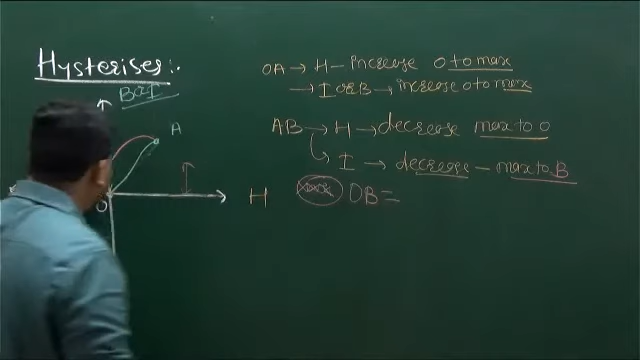 Hysterises:.
OA → H – increase 0 to max
B or I → I or B → increase 0 to max
A AB → H → decrease max to 0
I → decrease – max to B
O H OB =